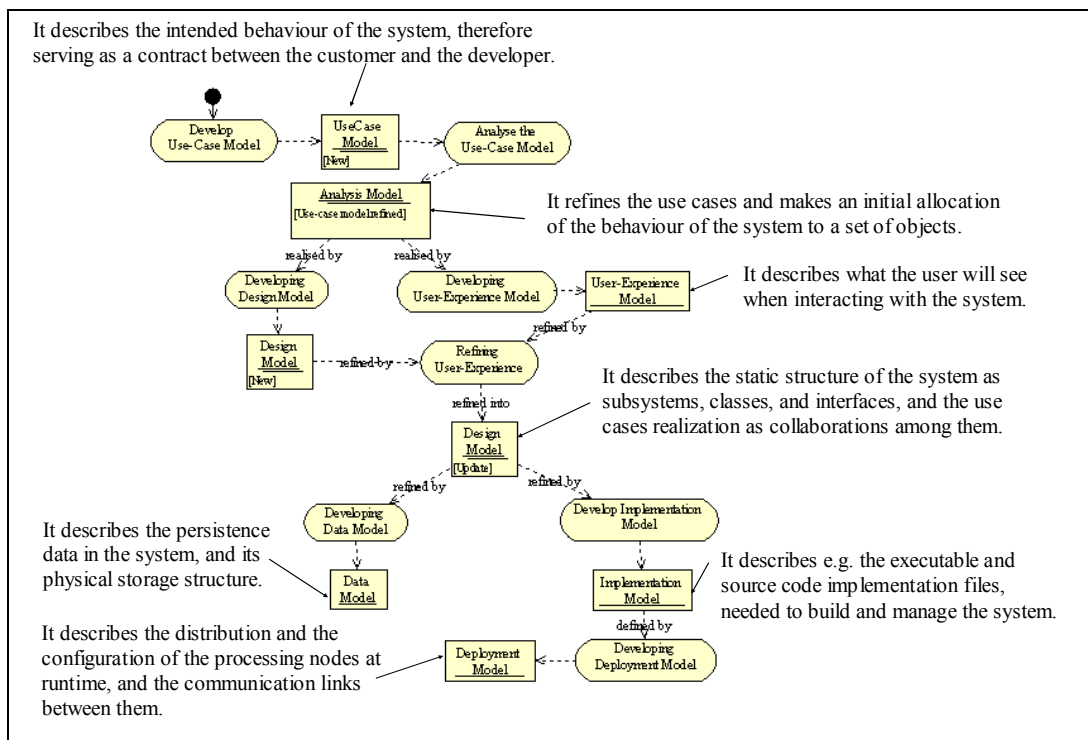 It describes the intended behaviour of the system, therefore
serving as a contract between the customer and the developer.
Develop
Use-Case Model
UseCase
Model
[New]
Analyse the
Use-Case Model
Analysis Model
[Use-case model refined]
It refines the use cases and makes an initial allocation
of the behaviour of the system to a set of objects.
realised by
realised by
Developing
Design Model
Developing
User-Experience Model
User-Experience
Model
It describes what the user will see
when interacting with the system.
refined by
Design
Model
[New]
refined by
Refining
User-Experience
refined into
It describes the static structure of the system as
subsystems, classes, and interfaces, and the use
cases realization as collaborations among them.
Design
Model
[Update]
refined by
refined by
Developing
Data Model
Develop Implementation
Model
It describes the persistence
data in the system, and its
physical storage structure.
Data
Model
Implementation
Model
It describes e.g. the executable and
source code implementation files,
needed to build and manage the system.
defined by
It describes the distribution and the
configuration of the processing nodes at
runtime, and the communication links
between them.
Deployment
Model
Developing
Deployment Model